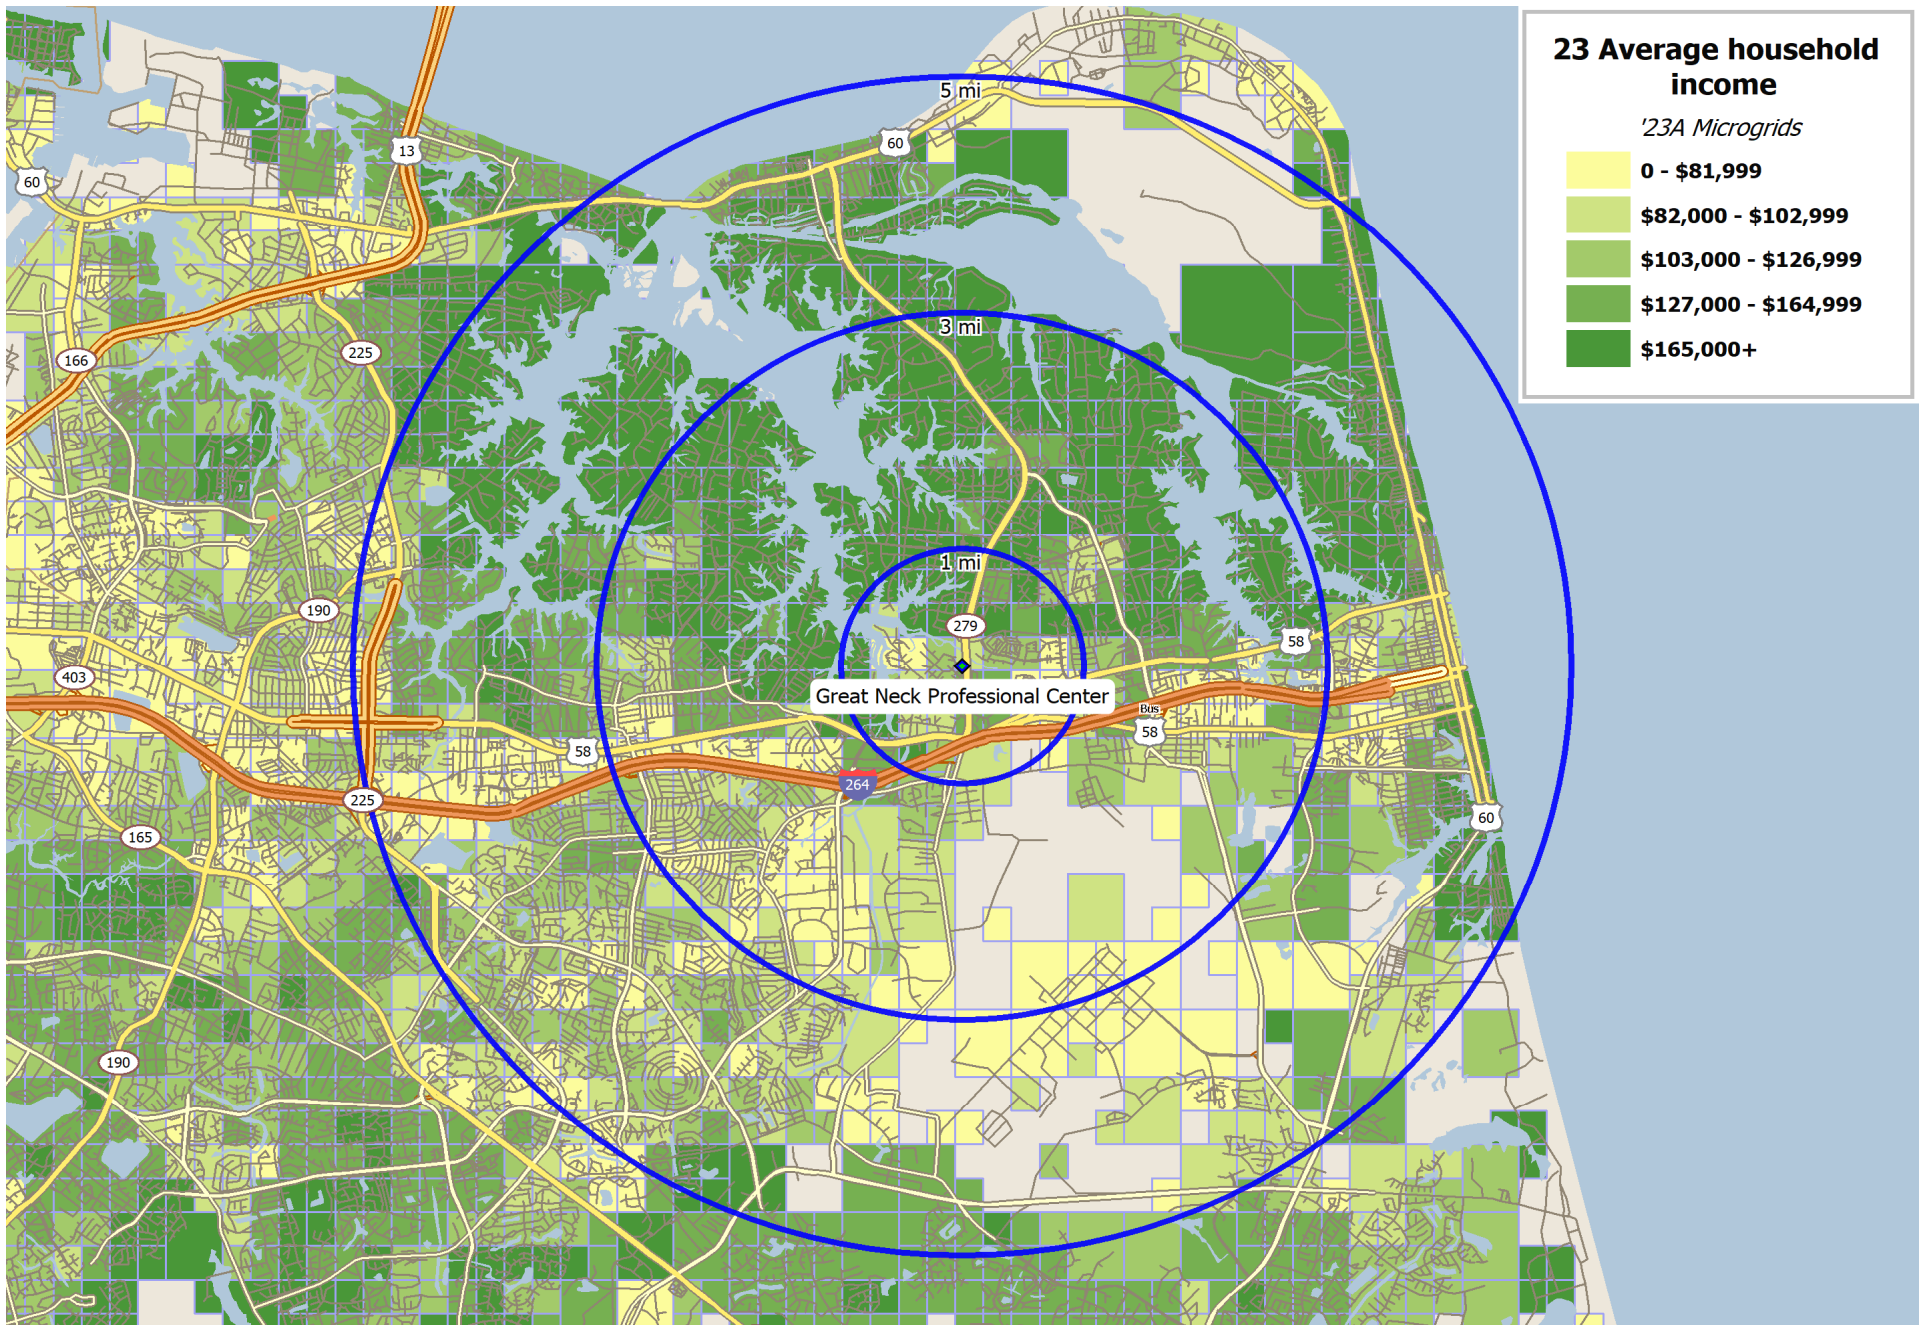 23 Average household
income
'23A Microgrids
0 - $81,999
$82,000 - $102,999
$103,000 - $126,999
$127,000 - $164,999
$165,000+
5 mi
13
60
60
3 mi
166
225
1 mi
190
279
58
403
Great Neck Professional Center
Bus
58
58
264
225
60
165
190